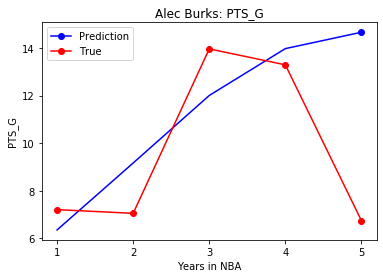 Alec Burks: PTS_G
Prediction
True
PTS_G
14
12
10
8
6
1 2 3 4 5
Years in NBA